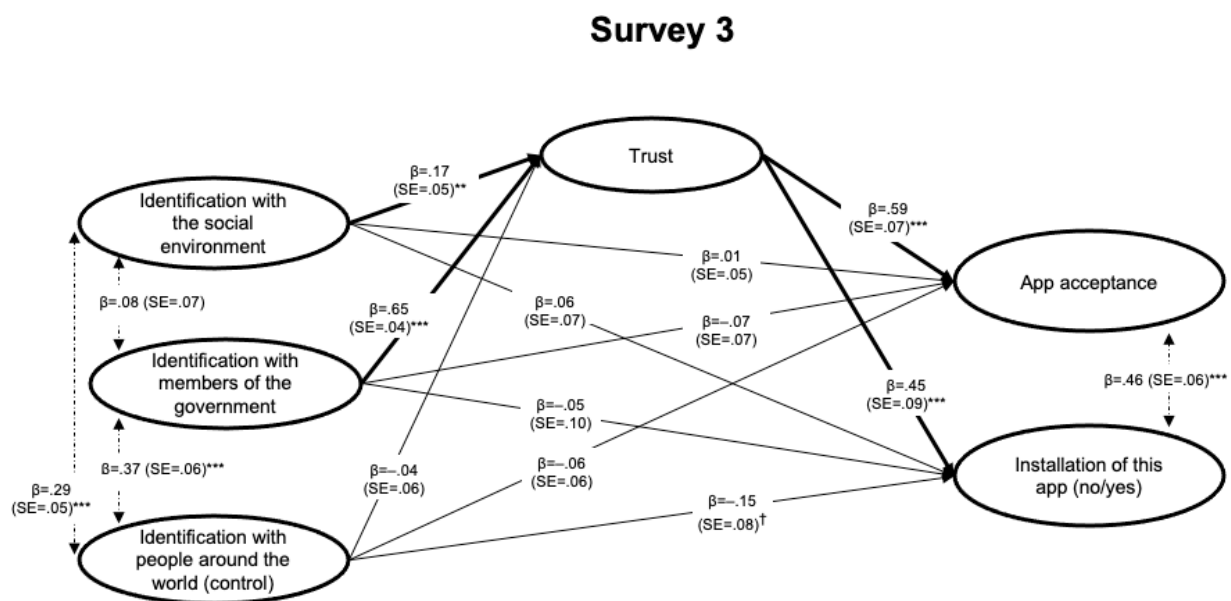 Survey 3
Trust
β=.17
(SE=.05)**
Identification with
the social
environment
β=.59
(SE=.07)***
β=.01
(SE=.05)
App acceptance
β=.08 (SE=.07)
β=.65
(SE=.04)***
β=.06
(SE=.07)
β=–.07
(SE=.07)
Identification with
members of the
government
β=.46 (SE=.06)***
β=.45
(SE=.09)***
β=–.05
(SE=.10)
β=.37 (SE=.06)***
β=–.04
(SE=.06)
β=–.06
(SE=.06)
Installation of this
app (no/yes)
β=.29
(SE=.05)***
β=–.15
(SE=.08)†
Identification with
people around the
world (control)